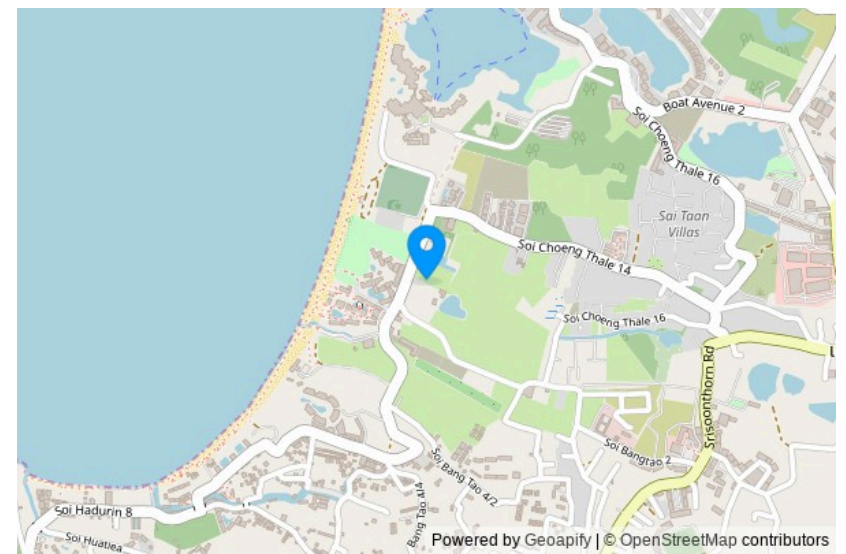 Boat Avenue 2
Soi Choeng Thale 16
Sai Taan
Villas
Soi Choeng Thale 14
Soi Choeng Thale 16
Srisoonthorn Rd
Soi Bangtao 2
Soi Bang Tao 4/2
Bang Tao 4/4
Soi Hadurin 8
Soi Huatlea
Powered by Geoapify | © OpenStreetMap contributors